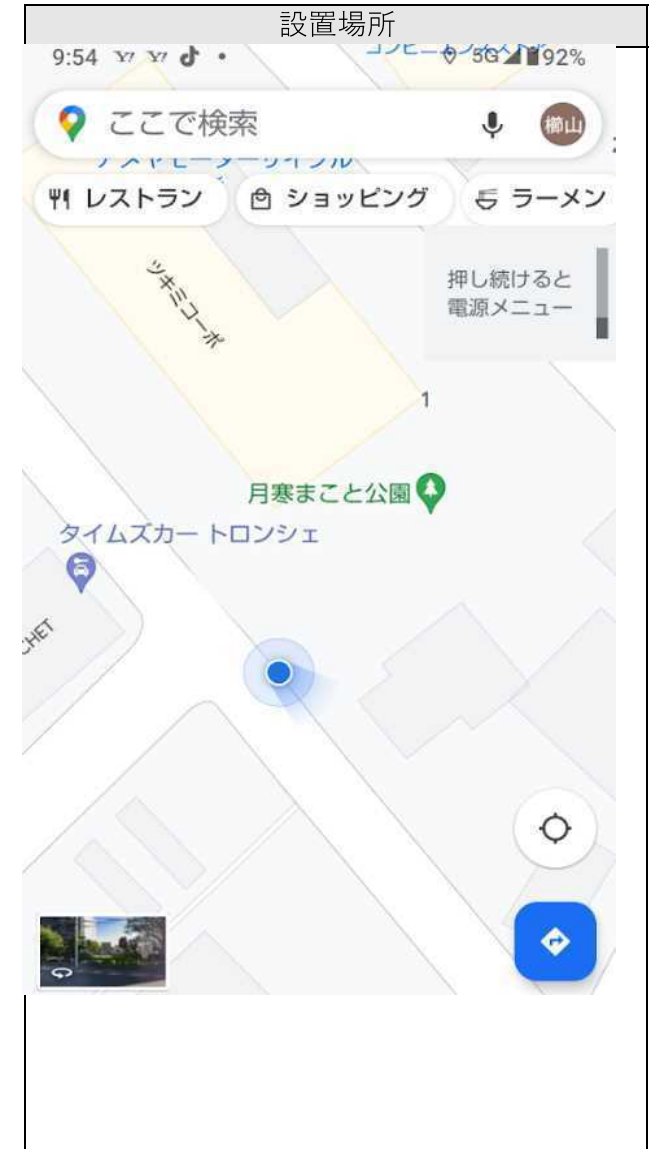 設置場所
9:54
5G
92%
ここで検索
櫛山
レストラン
ショッピング
ラーメン
押し続けると
電源メニュー
ツキミコーポ
1
月寒まこと公園
タイムズカー トロンシェ
CHET